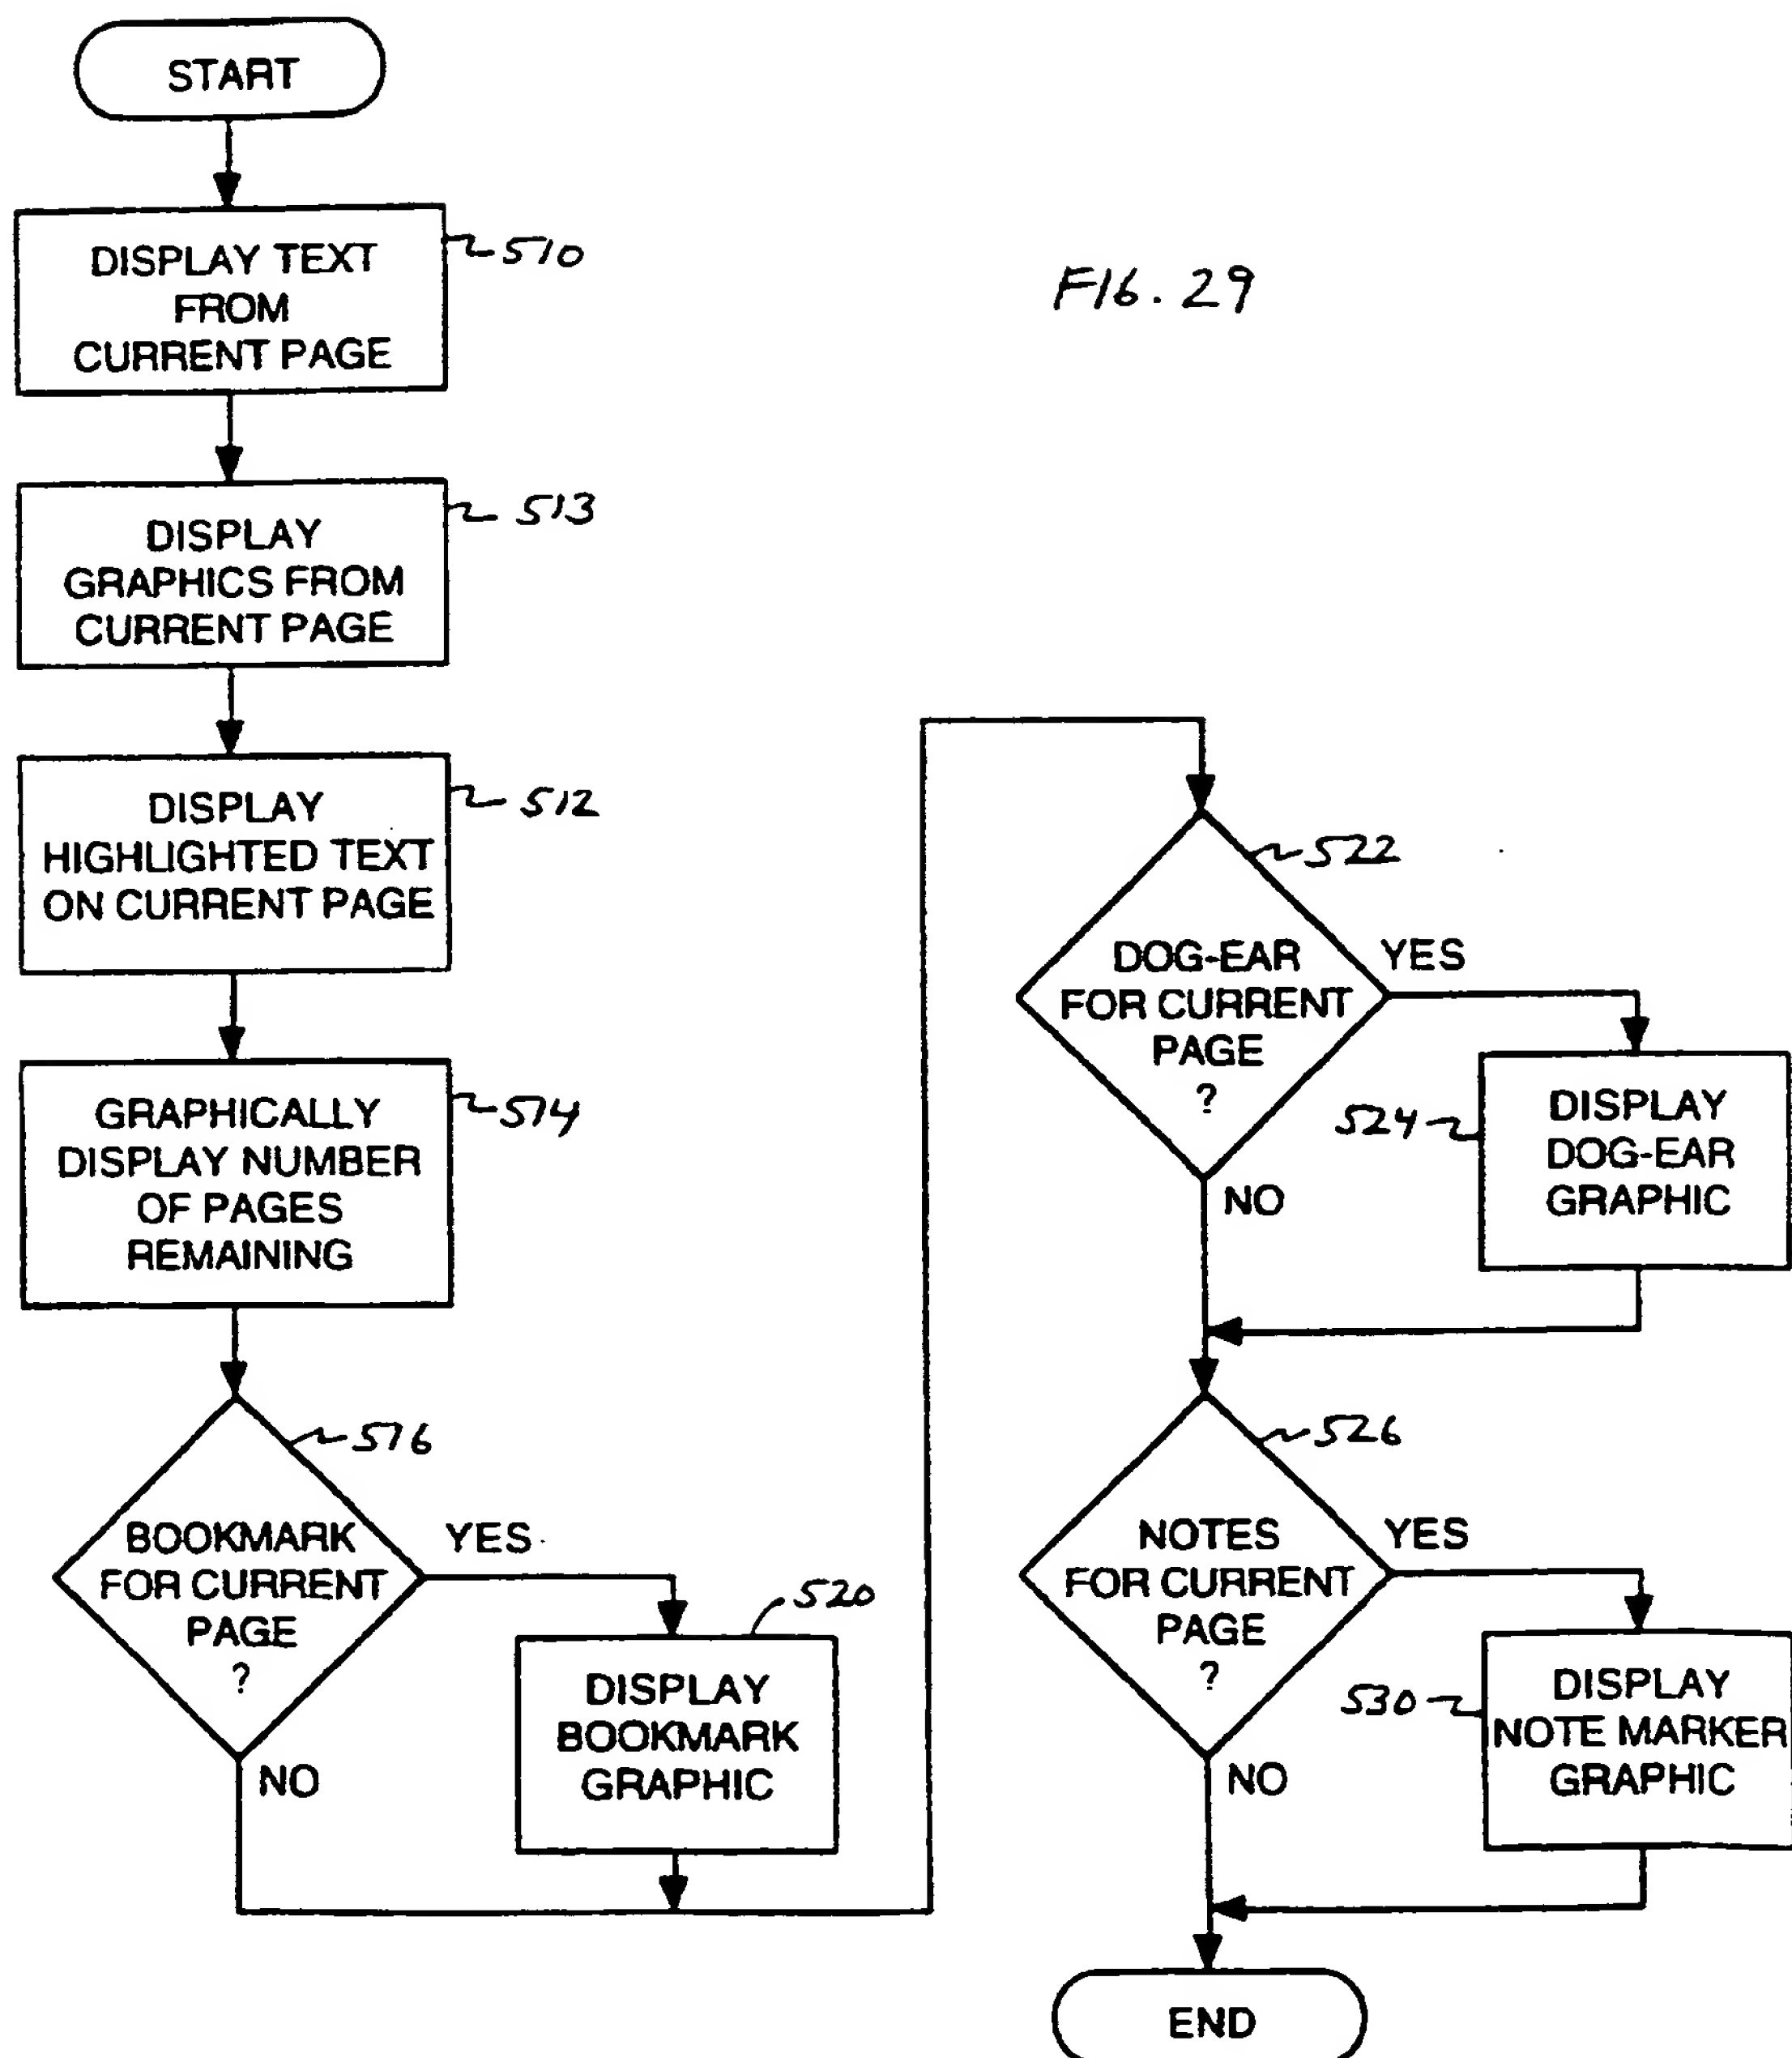 START
DISPLAY TEXT
FROM
CURRENT PAGE
510
FIG. 29
DISPLAY
GRAPHICS FROM
CURRENT PAGE
513
DISPLAY
HIGHLIGHTED TEXT
ON CURRENT PAGE
512
GRAPHICALLY
DISPLAY NUMBER
OF PAGES
REMAINING
514
BOOKMARK
FOR CURRENT
PAGE
?
516
YES
NO
520
DISPLAY
BOOKMARK
GRAPHIC
522
DOG-EAR
FOR CURRENT
PAGE
?
YES
NO
524
DISPLAY
DOG-EAR
GRAPHIC
526
NOTES
FOR CURRENT
PAGE
?
YES
NO
530
DISPLAY
NOTE MARKER
GRAPHIC
END